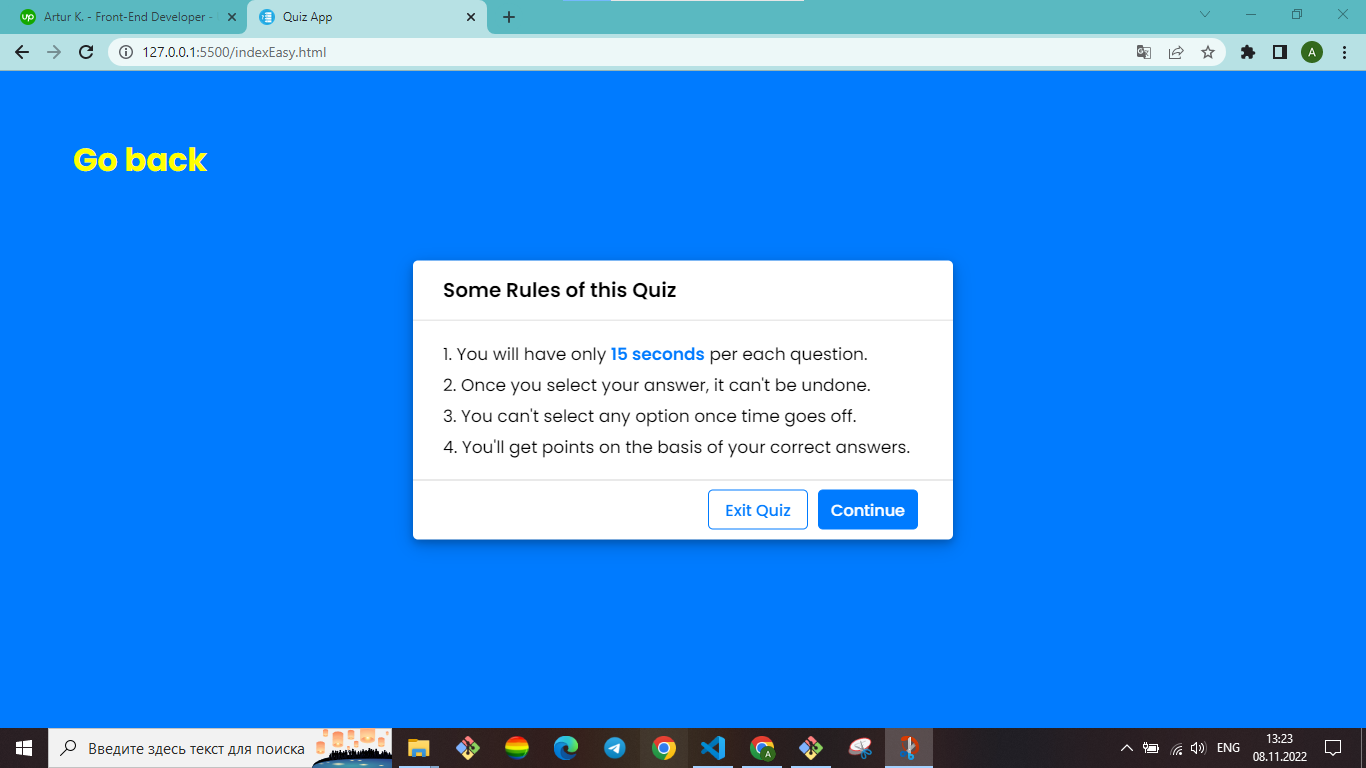 up Artur K. - Front-End Developer -
Quiz App
127.0.0.1:5500/indexEasy.html
A
Go back
Some Rules of this Quiz
1. You will have only 15 seconds per each question.
2. Once you select your answer, it can't be undone.
3. You can't select any option once time goes off.
4. You'll get points on the basis of your correct answers.
Exit Quiz
Continue
Введите здесь текст для поиска
A
ENG
13:23
08.11.2022